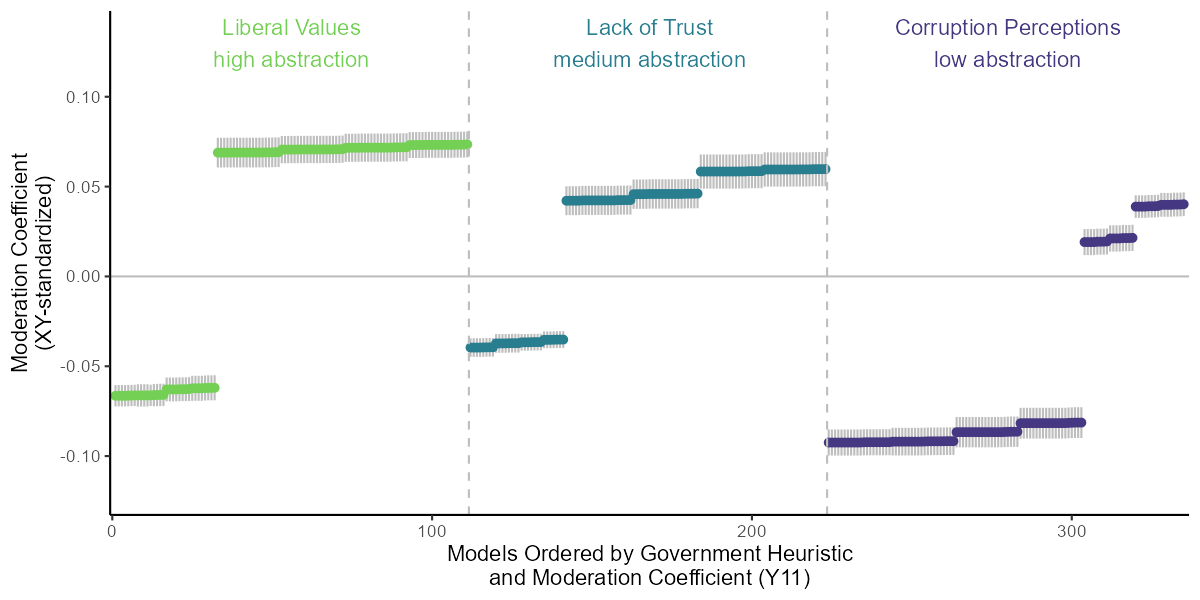 Liberal Values
high abstraction
Lack of Trust
medium abstraction
Corruption Perceptions
low abstraction
Moderation Coefficient
(XY-standardized)
0.10
0.05
0.00
-0.05
-0.10
0
100
200
300
Models Ordered by Government Heuristic
and Moderation Coefficient (Y11)